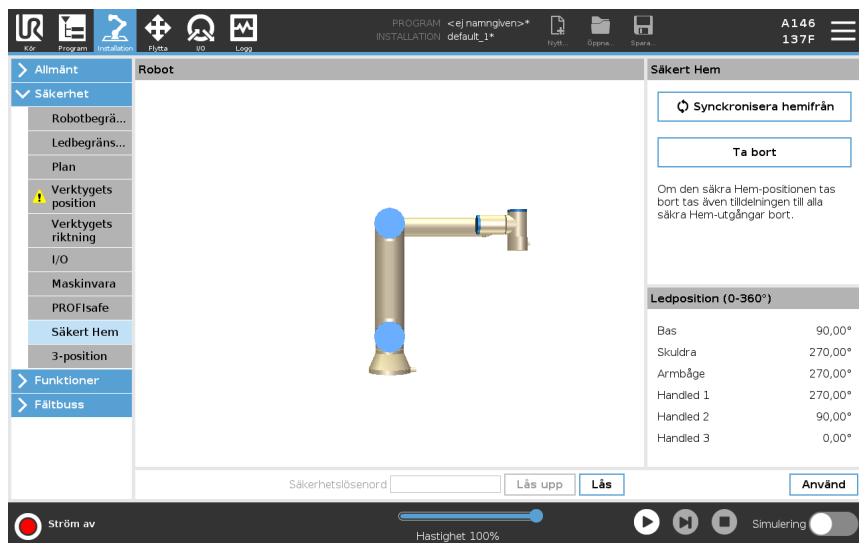 UR
Kör
Program
Installation
Flytta
I/O
Logg
PROGRAM <ej namngiven>*
INSTALLATION default_1*
Nytt...
Öppna...
Spara...
A146
137F
Allmänt
Säkerhet
Robotbegrä...
Ledbegräns...
Plan
Verktygets
position
Verktygets
riktning
I/O
Maskinvara
PROFIsafe
Säkert Hem
3-position
Funktioner
Fältbuss
Robot
Säkert Hem
Synckronisera hemifrån
Ta bort
Om den säkra Hem-positionen tas
bort tas även tilldelningen till alla
säkra Hem-utgångar bort.
Ledposition (0-360°)
Bas 90,00°
Skuldra 270,00°
Armbåge 270,00°
Handled 1 270,00°
Handled 2 90,00°
Handled 3 0,00°
Säkerhetslösenord
Lås upp
Lås
Använd
Ström av
Hastighet 100%
Simulering